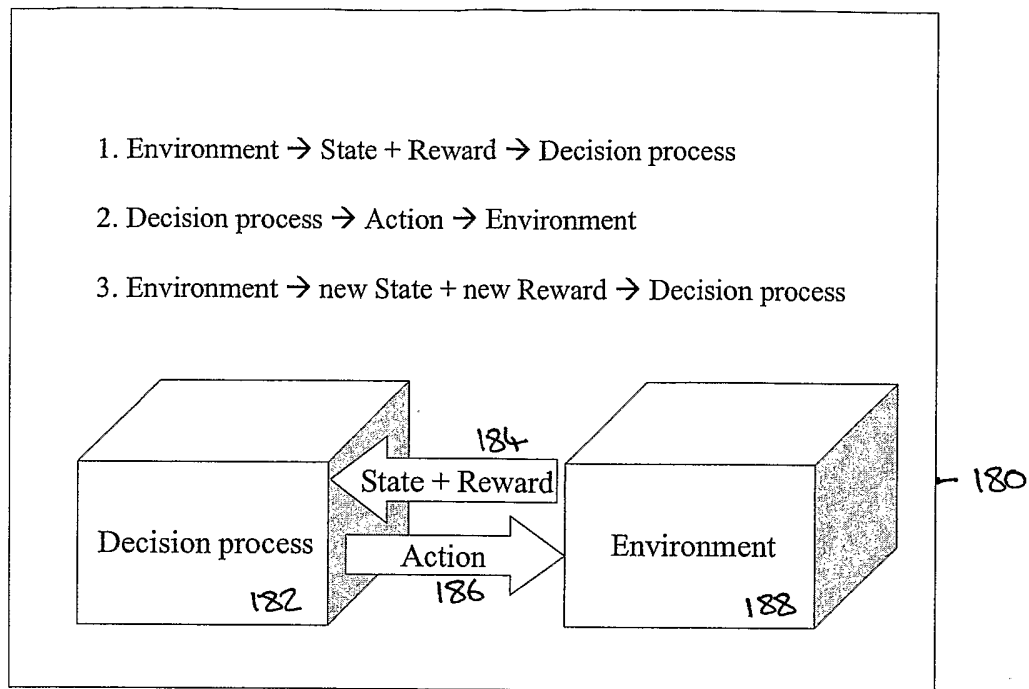 1. Environment → State + Reward → Decision process
2. Decision process → Action → Environment
3. Environment → new State + new Reward → Decision process
184
State + Reward
180
Decision process
Action
Environment
182
186
188